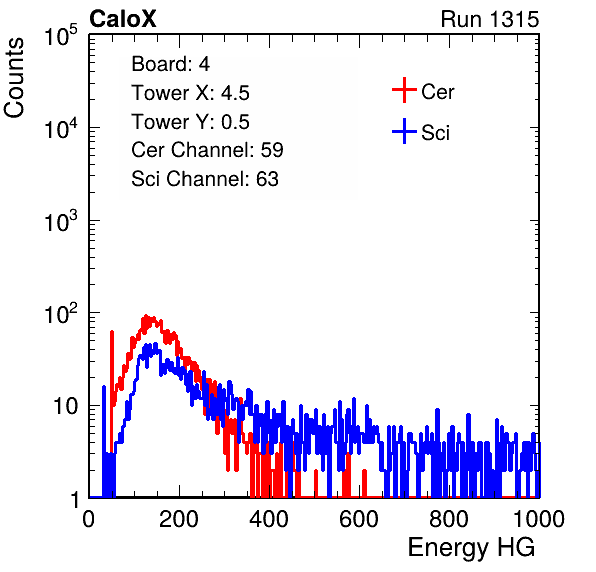 CaloX Run 1315
Counts
Board: 4
Tower X: 4.5
Tower Y: 0.5
Cer Channel: 59
Sci Channel: 63
Cer
Sci
10^5
10^4
10^3
10^2
10
1
0 200 400 600 800 1000
Energy HG